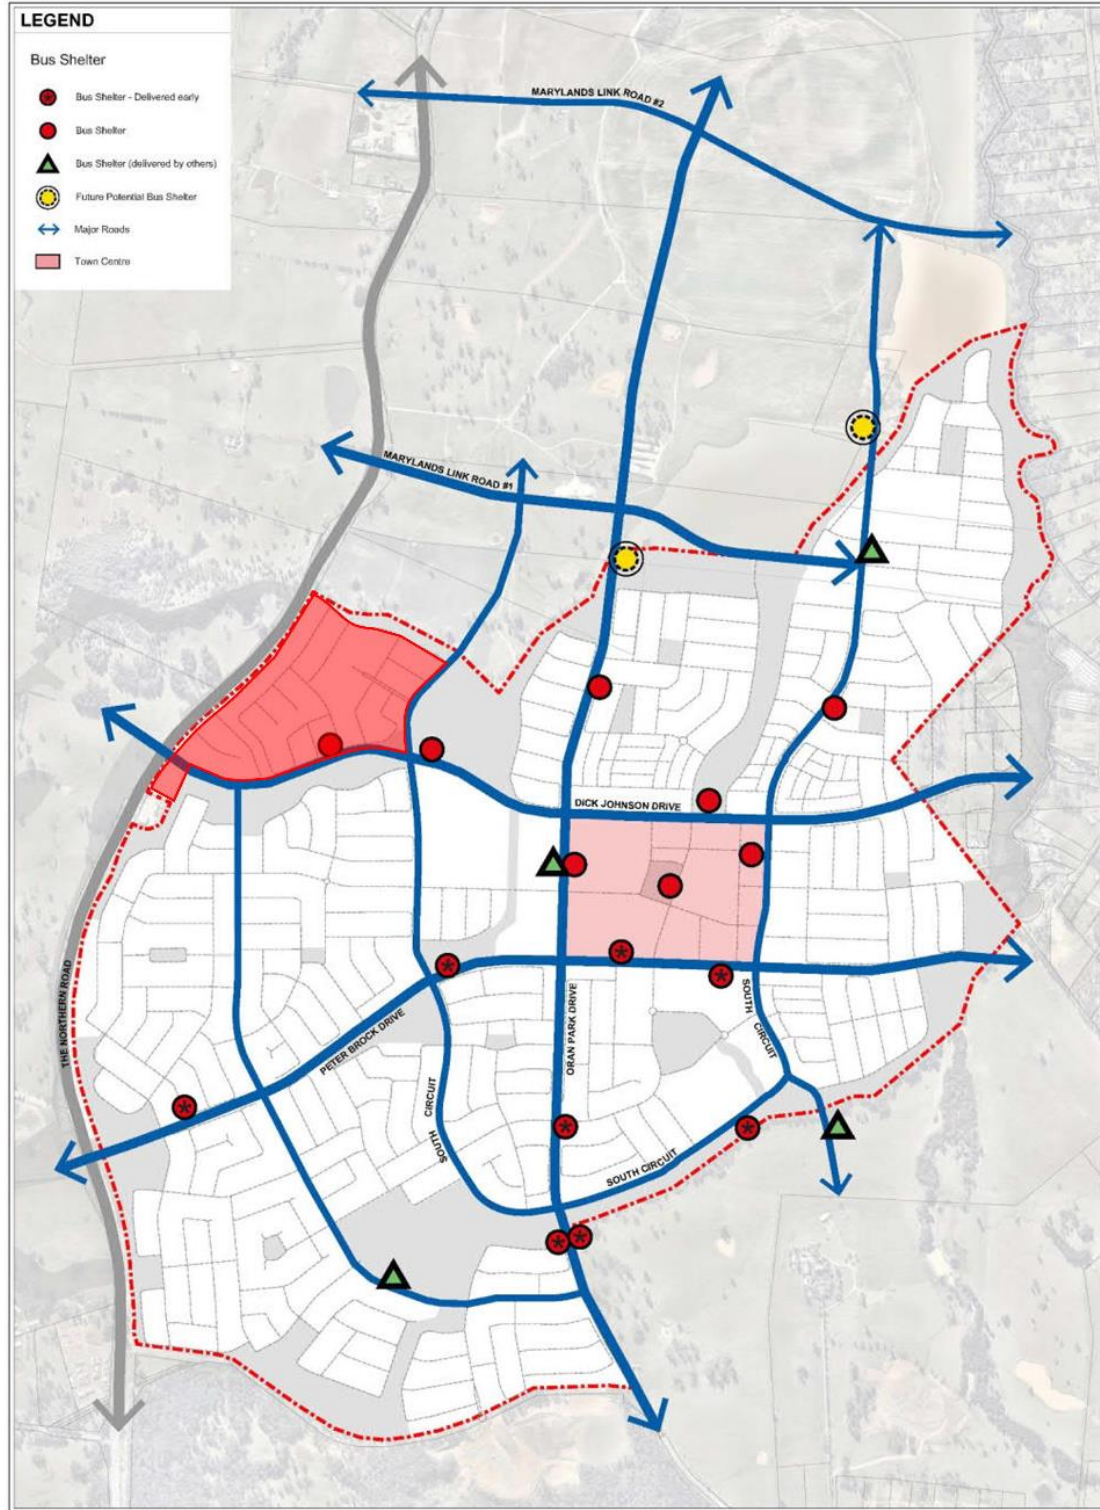 LEGEND
Bus Shelter
Bus Shelter - Delivered early
Bus Shelter
Bus Shelter (delivered by others)
Future Potential Bus Shelter
Major Roads
Town Centre
MARYLANDS LINK ROAD #2
MARYLANDS LINK ROAD #1
DICK JOHNSON DRIVE
THE NORTHERN ROAD
PETER BROCK DRIVE
ORAN PARK DRIVE
SOUTH CIRCUIT
SOUTH CIRCUIT
SOUTH CIRCUIT